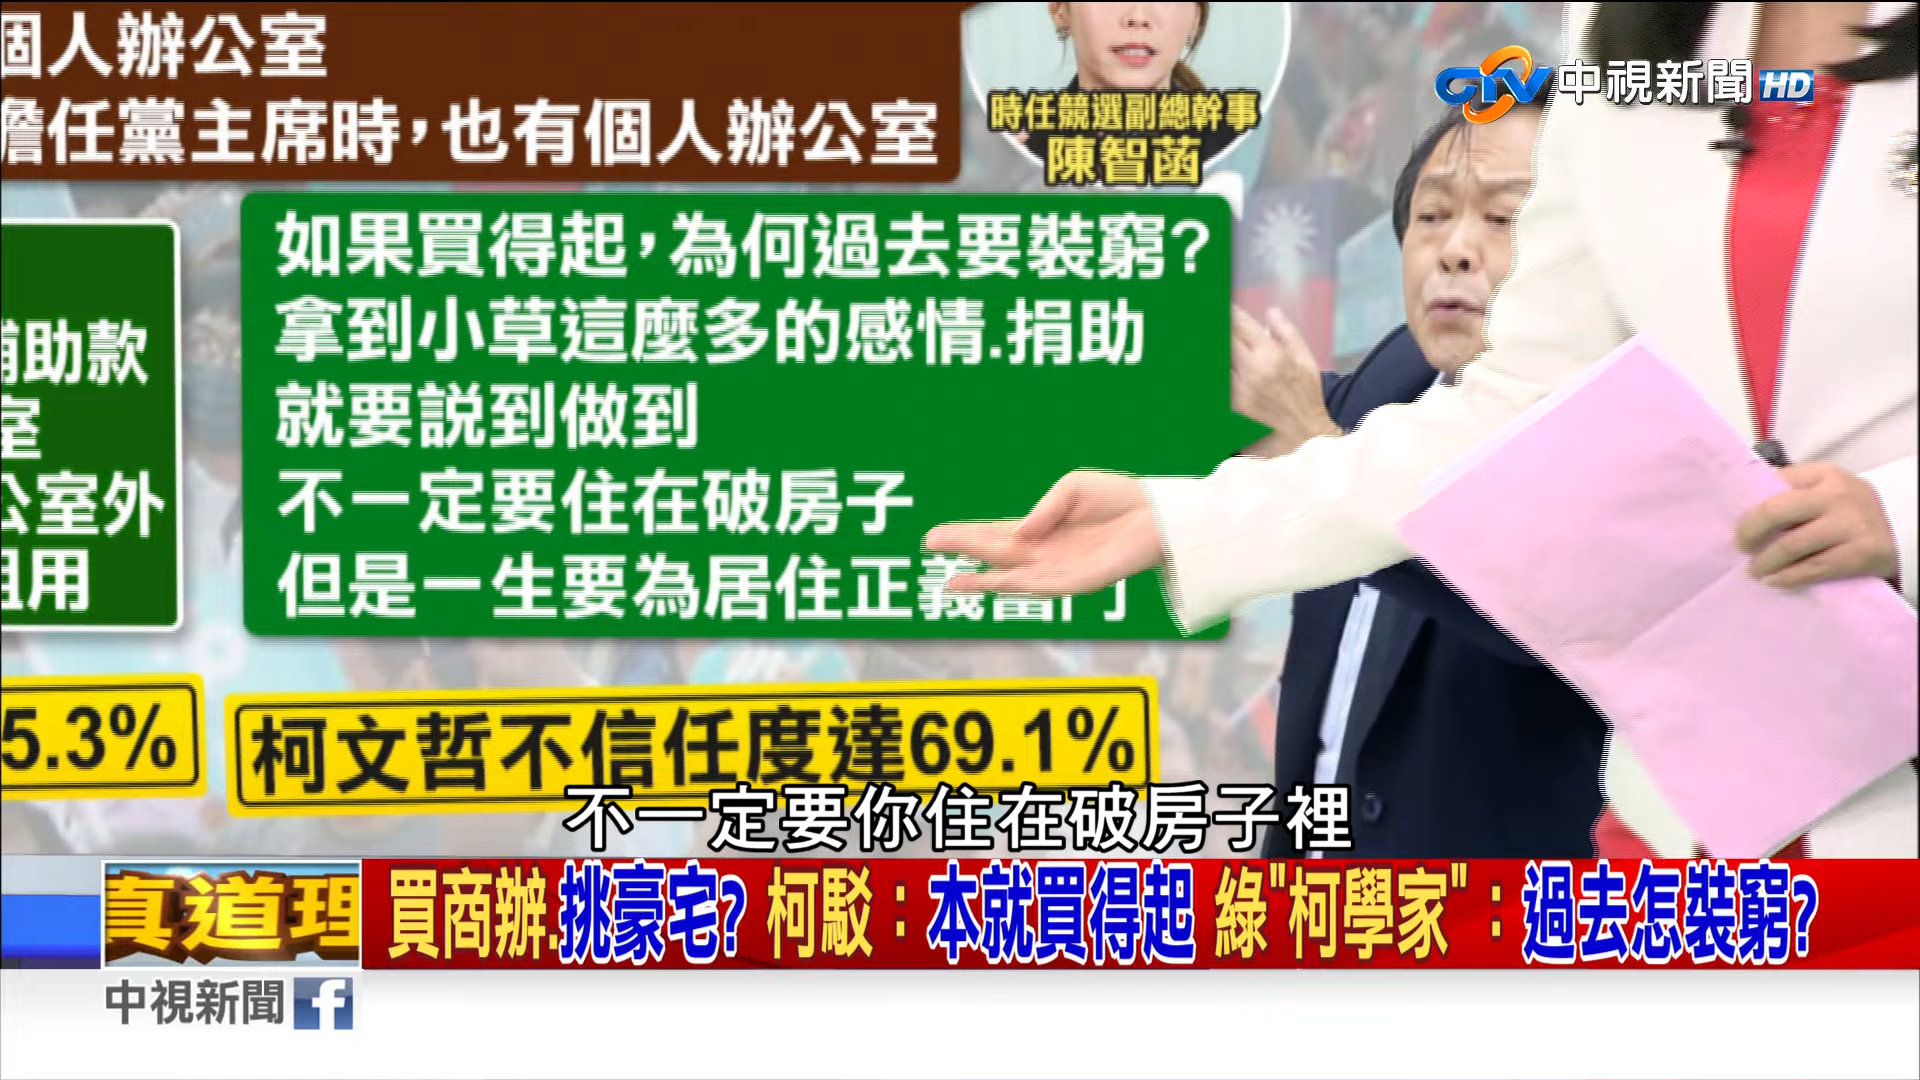 個人辦公室
擔任黨主席時，也有個人辦公室
時任競選副總幹事
陳智菡
CTV中視新聞HD
補助款
室
公室外
租用
如果買得起，為何過去要裝窮？
拿到小草這麼多的感情.捐助
就要說到做到
不一定要住在破房子
但是一生要為居住正義奮鬥
5.3%
柯文哲不信任度達69.1%
不一定要你住在破房子裡
真道理
買商辦.挑豪宅? 柯駁：本就買得起 綠"柯學家"：過去怎裝窮?
中視新聞 f